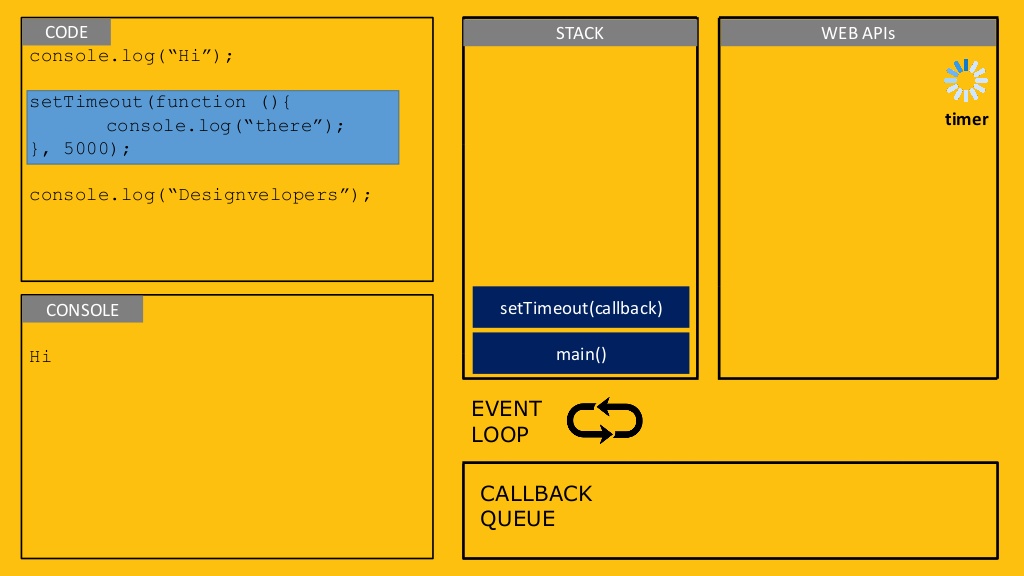 CODE
console.log(“Hi”);
setTimeout(function (){
console.log(“there”);
}, 5000);
console.log(“Designvelopers”);
CONSOLE
Hi
STACK
setTimeout(callback)
main()
WEB APIs
timer
EVENT
LOOP
CALLBACK
QUEUE